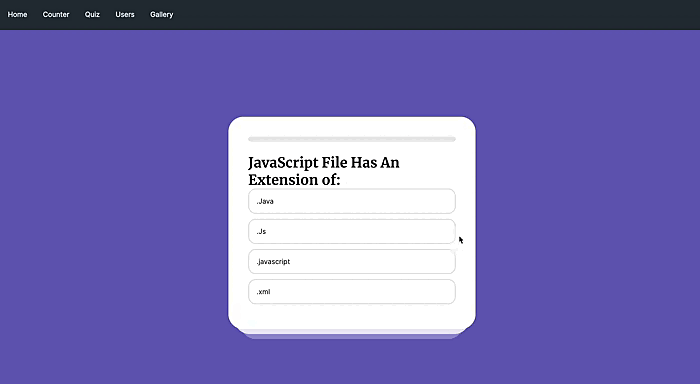 Home Counter Quiz Users Gallery
JavaScript File Has An
Extension of:
.Java
.Js
.javascript
.xml